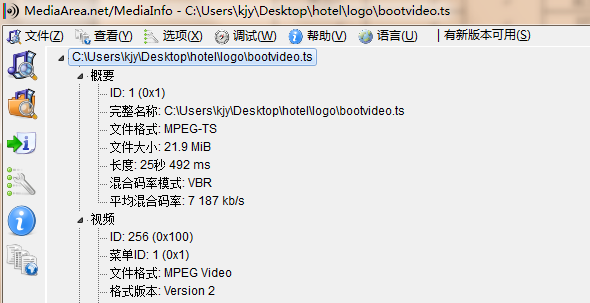 MediaArea.net/MediaInfo - C:\Users\kjy\Desktop\hotel\logo\bootvideo.ts
文件(Z) 查看(Y) 选项(X) 调试(W) 帮助(V) 语言(U) | 有新版本可用(S)
C:\Users\kjy\Desktop\hotel\logo\bootvideo.ts
概要
ID: 1 (0x1)
完整名称: C:\Users\kjy\Desktop\hotel\logo\bootvideo.ts
文件格式: MPEG-TS
文件大小: 21.9 MiB
长度: 25秒 492 ms
混合码率模式: VBR
平均混合码率: 7 187 kb/s
视频
ID: 256 (0x100)
菜单ID: 1 (0x1)
文件格式: MPEG Video
格式版本: Version 2